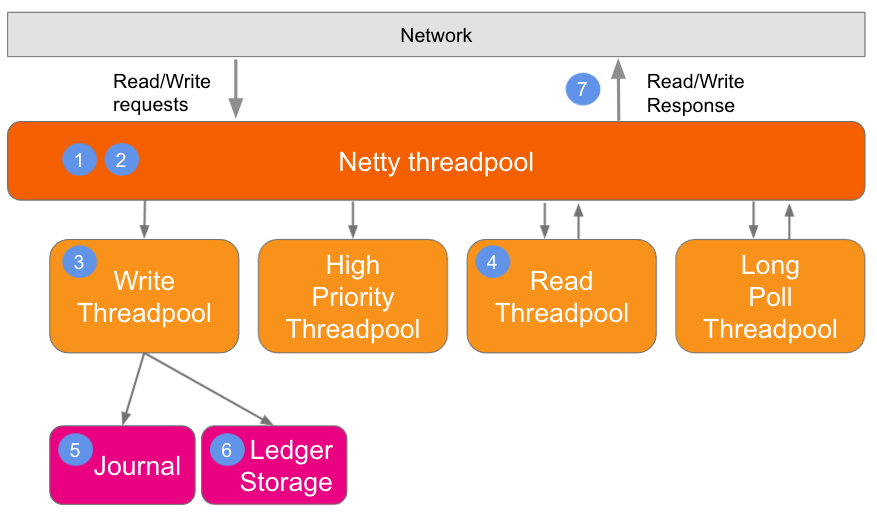 Network
Read/Write
requests
7
Read/Write
Response
1
2
Netty threadpool
3
Write
Threadpool
High
Priority
Threadpool
4
Read
Threadpool
Long
Poll
Threadpool
5
Journal
6
Ledger
Storage